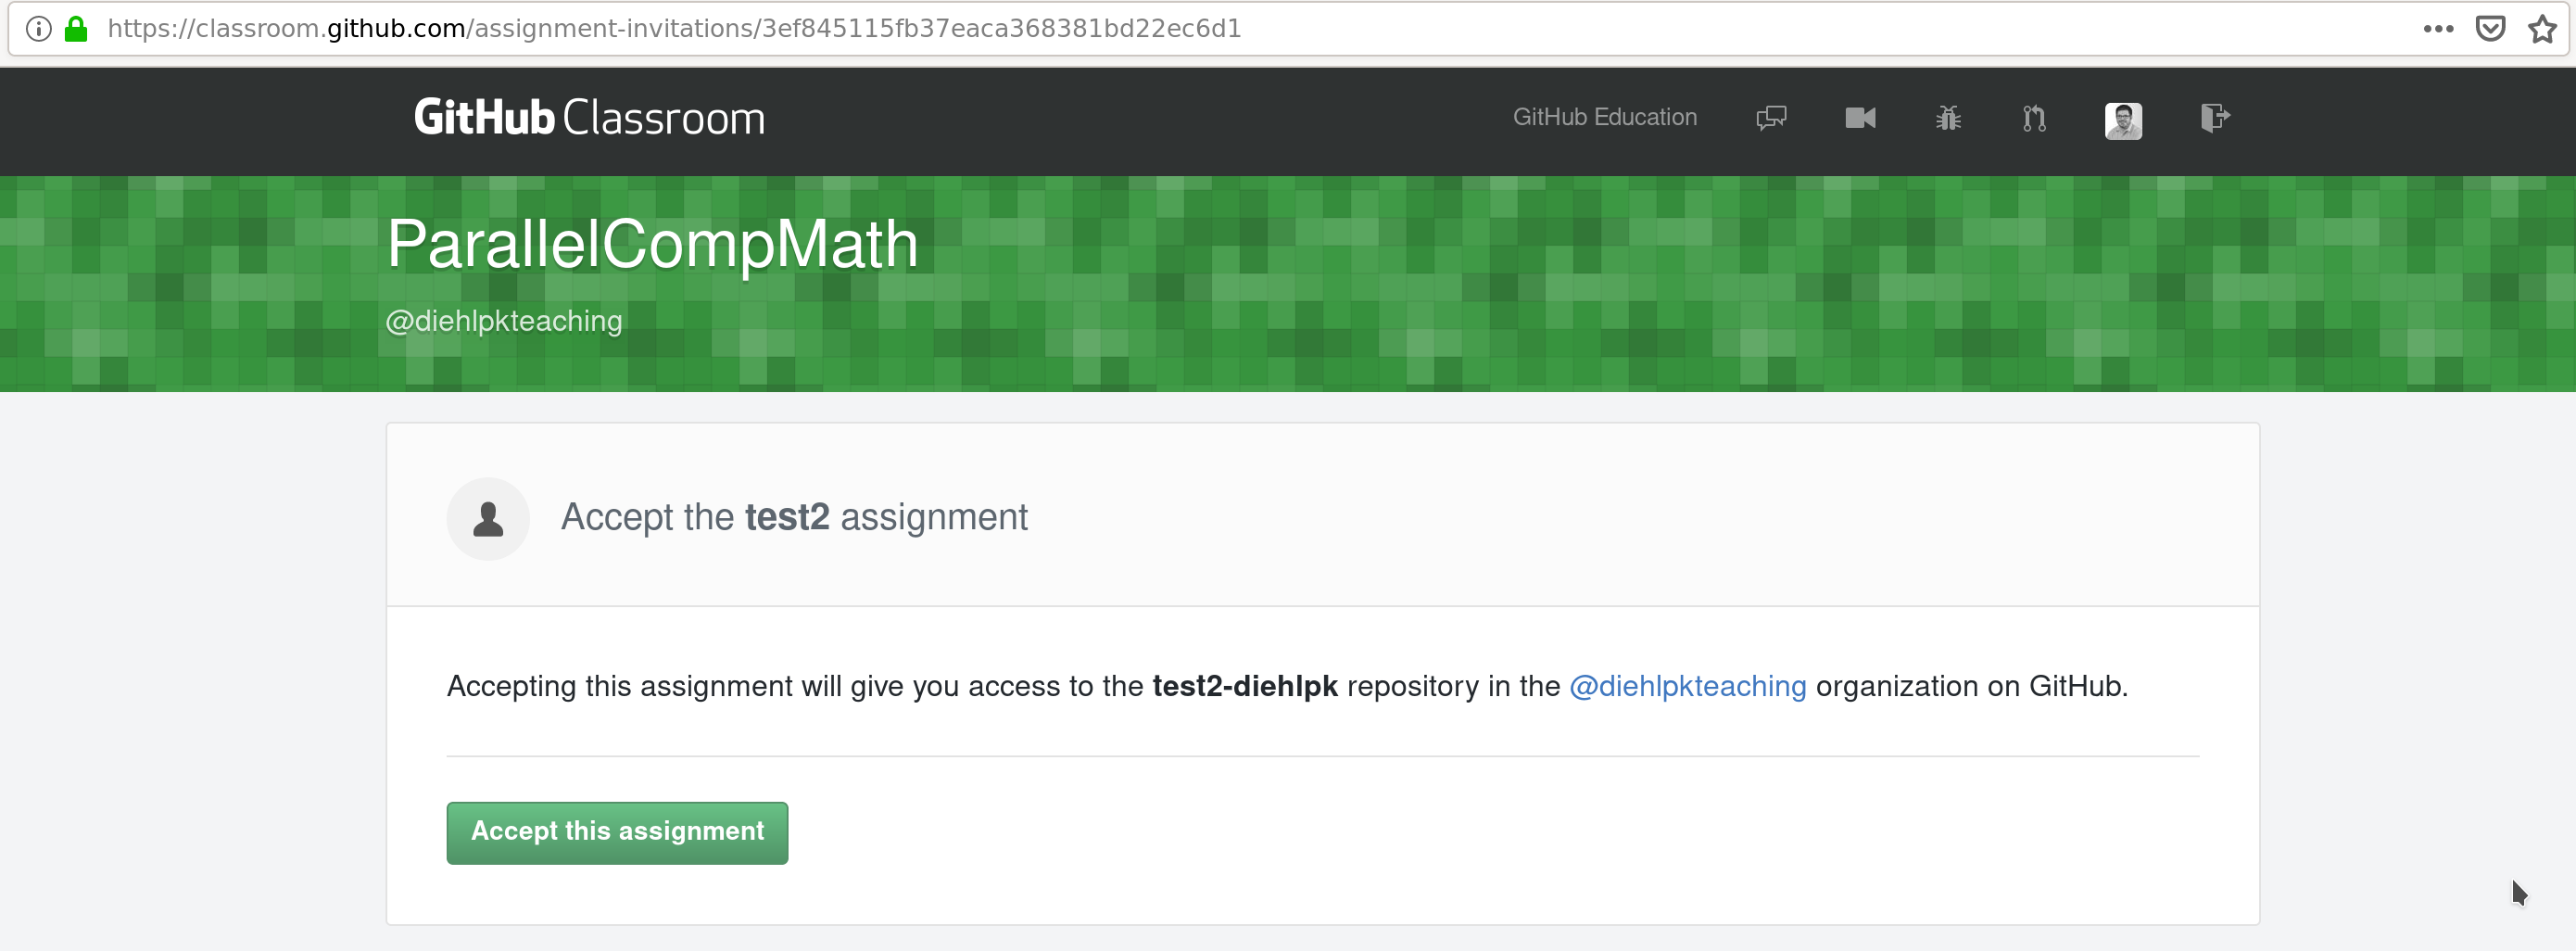 https://classroom.github.com/assignment-invitations/3ef845115fb37eaca368381bd22ec6d1
GitHub Classroom
GitHub Education
ParallelCompMath
@diehlpkteaching
Accept the test2 assignment
Accepting this assignment will give you access to the test2-diehlpk repository in the @diehlpkteaching organization on GitHub.
Accept this assignment